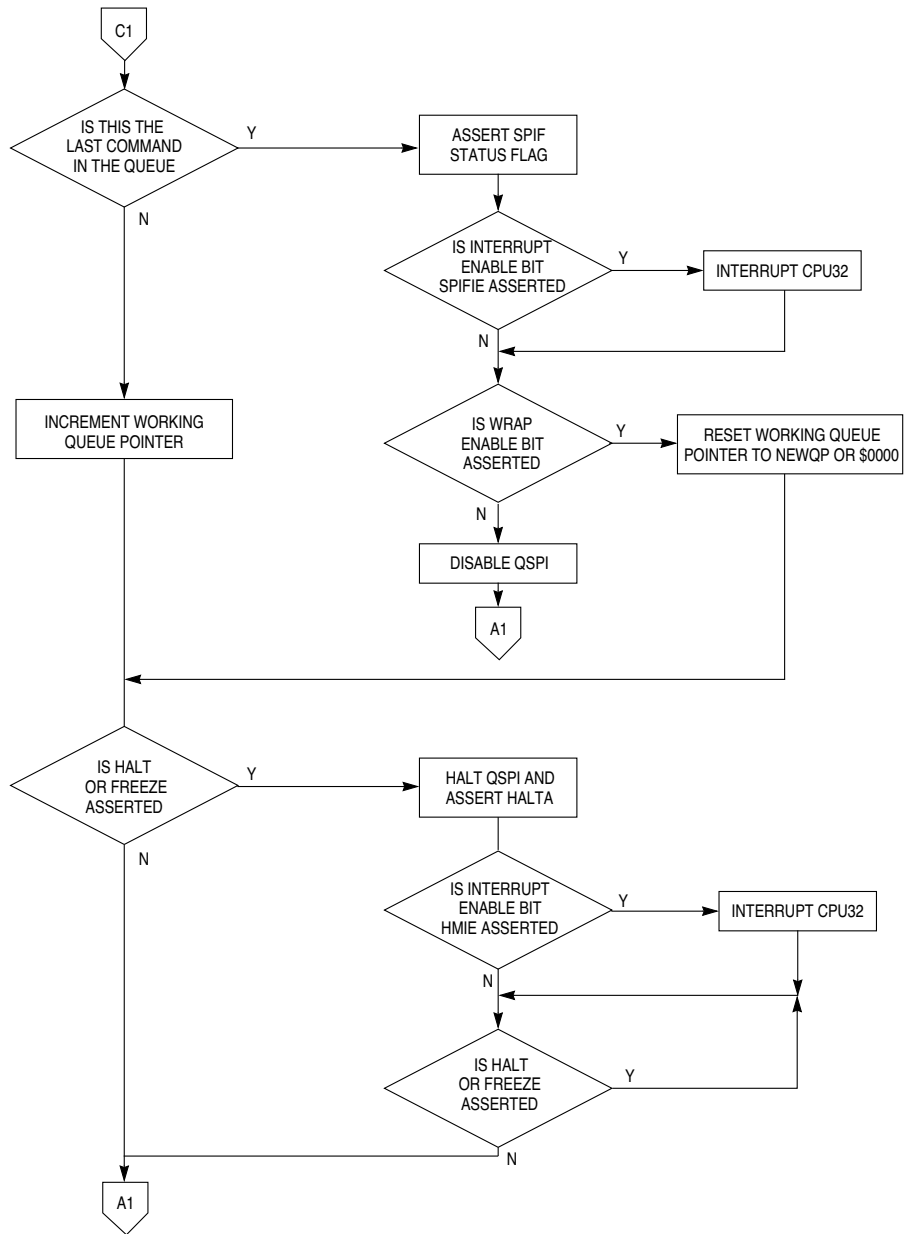 C1
IS THIS THE
LAST COMMAND
IN THE QUEUE
Y
N
ASSERT SPIF
STATUS FLAG
IS INTERRUPT
ENABLE BIT
SPIFIE ASSERTED
Y
N
INTERRUPT CPU32
INCREMENT WORKING
QUEUE POINTER
IS WRAP
ENABLE BIT
ASSERTED
Y
N
RESET WORKING QUEUE
POINTER TO NEWQP OR $0000
DISABLE QSPI
A1
IS HALT
OR FREEZE
ASSERTED
Y
N
HALT QSPI AND
ASSERT HALTA
IS INTERRUPT
ENABLE BIT
HMIE ASSERTED
Y
N
INTERRUPT CPU32
IS HALT
OR FREEZE
ASSERTED
Y
N
A1